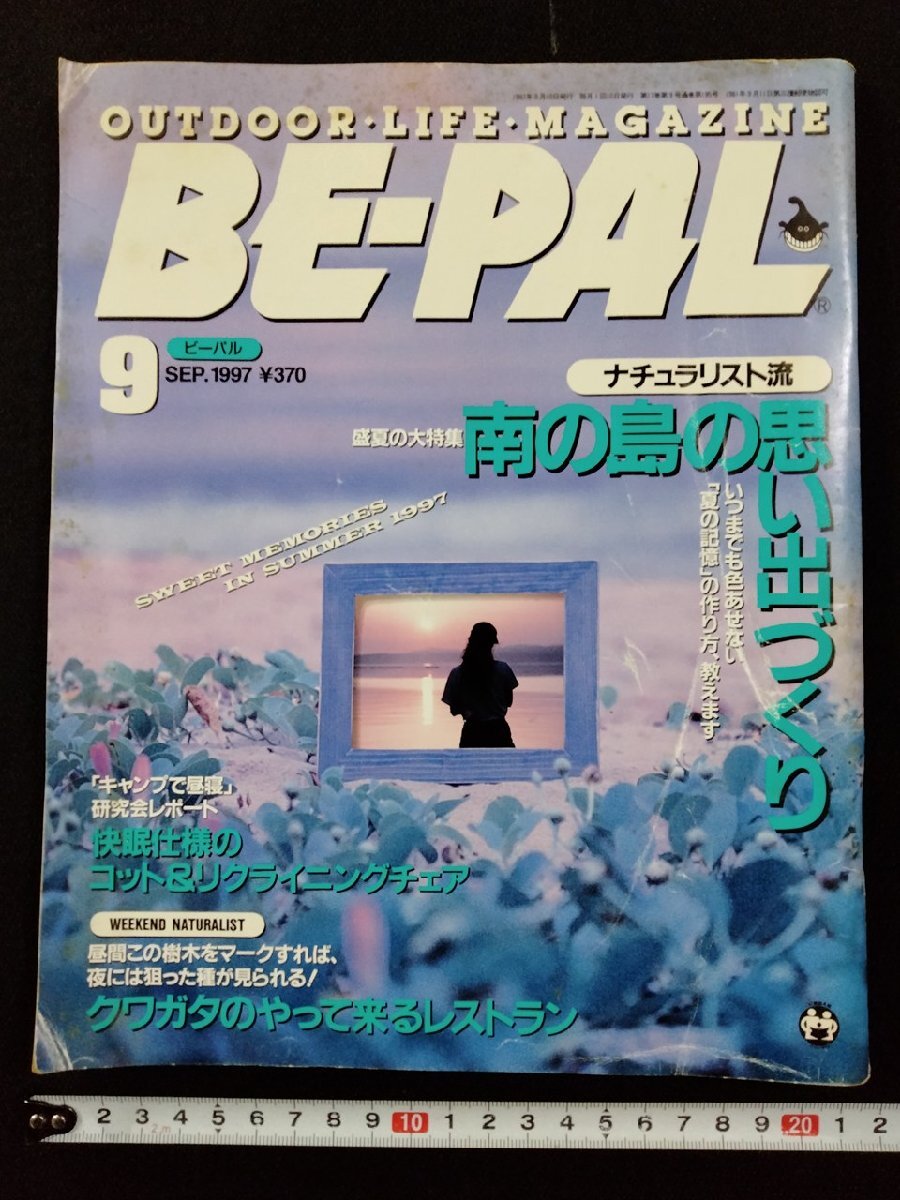 OUTDOOR・LIFE・MAGAZINE
BE-PAL
®
9
ビーパル
SEP.1997 ¥370
ナチュラリスト流
盛夏の大特集
南の島の思い出づくり
いつまでも色あせない
「夏の記憶」の作り方、教えます
SWEET MEMORIES
IN SUMMER 1997
「キャンプで昼寝」
研究会レポート
快眠仕様の
コット&リクライニングチェア
WEEKEND NATURALIST
昼間この樹木をマークすれば、
夜には狙った種が見られる!
クワガタのやって来るレストラン
2 3 4 5 6 7 8 9 10 1 2 3 4 5 6 7 8 9 20 1 2
2m